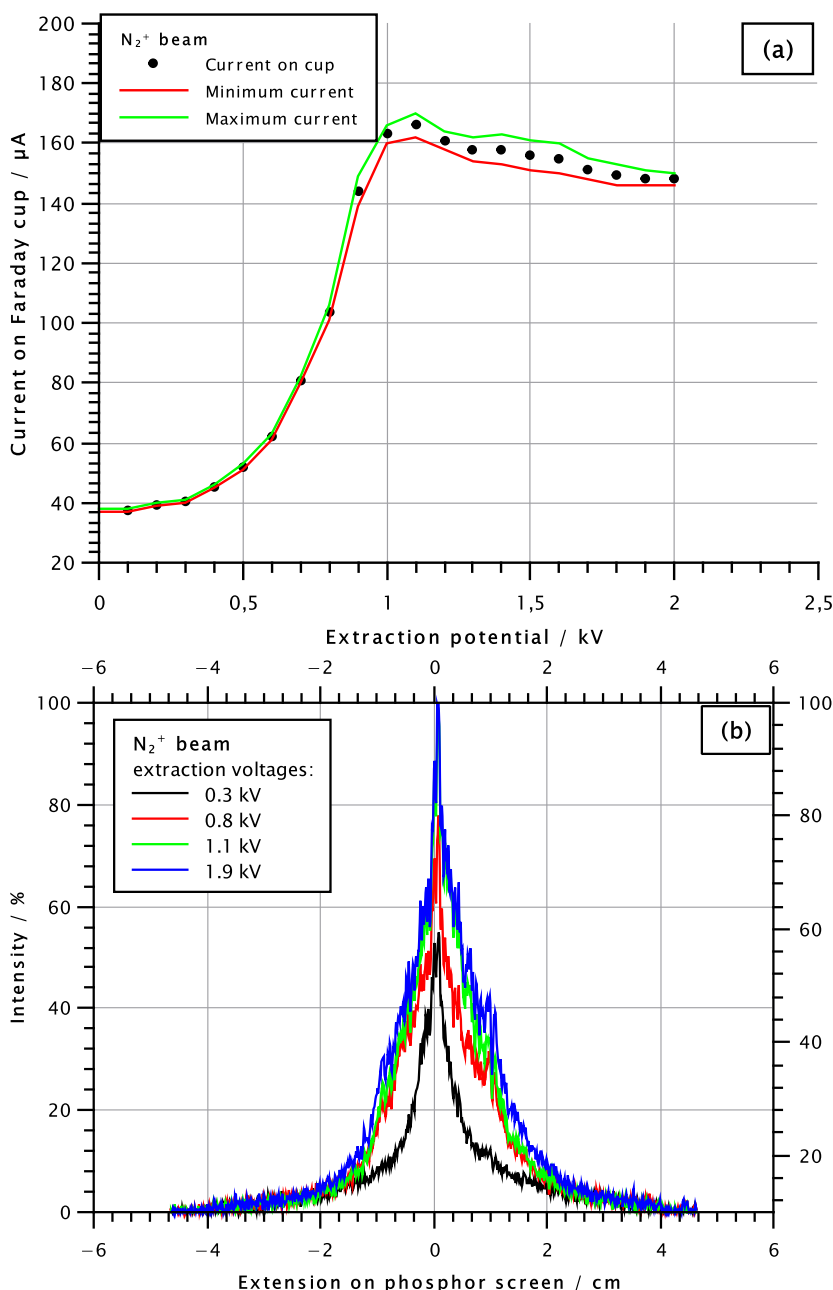 200
180
160
140
120
100
80
60
40
20
Current on Faraday cup / µA
N₂⁺ beam
Current on cup
Minimum current
Maximum current
(a)
0 0,5 1 1,5 2 2,5
Extraction potential / kV
−6 −4 −2 0 2 4 6
100
80
60
40
20
0
Intensity / %
N₂⁺ beam
extraction voltages:
0.3 kV
0.8 kV
1.1 kV
1.9 kV
(b)
100
80
60
40
20
−6 −4 −2 0 2 4 6
Extension on phosphor screen / cm